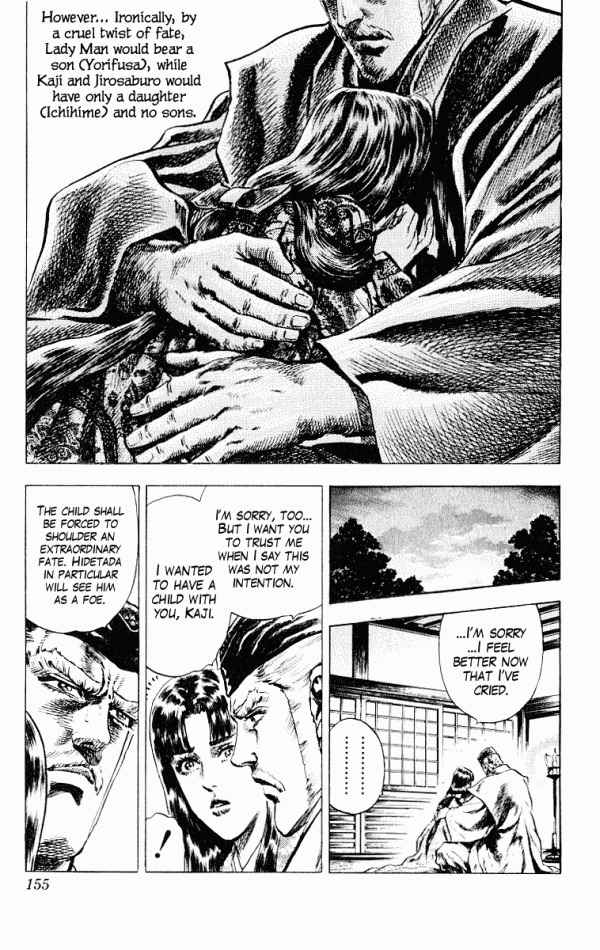 However... Ironically, by
a cruel twist of fate,
Lady Man would bear a
son (Yorifusa), while
Kaji and Jirosaburo would
have only a daughter
(Ichihime) and no sons.
...I'M SORRY
...I FEEL
BETTER NOW
THAT I'VE
CRIED.
.........
I'M SORRY, TOO...
BUT I WANT YOU
TO TRUST ME
WHEN I SAY THIS
WAS NOT MY
INTENTION.
I WANTED
TO HAVE A
CHILD WITH
YOU, KAJI.
!
THE CHILD SHALL
BE FORCED TO
SHOULDER AN
EXTRAORDINARY
FATE. HIDETADA
IN PARTICULAR
WILL SEE HIM
AS A FOE.
155